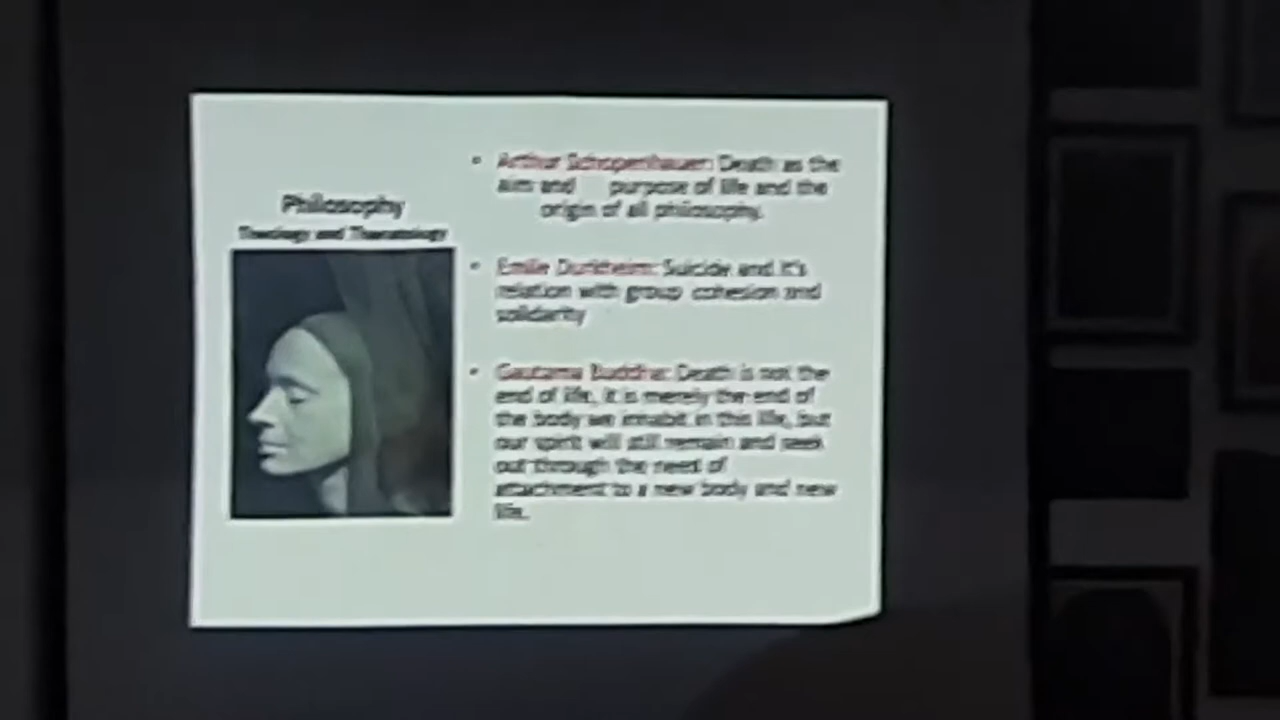 Philosophy
Theology and Thanatology
• Arthur Schopenhauer: Death as the
aim and purpose of life and the
origin of all philosophy.
• Emile Durkheim: Suicide and it's
relation with group cohesion and
solidarity
• Gautama Buddha: Death is not the
end of life, it is merely the end of
the body we inhabit in this life, but
our spirit will still remain and seek
out through the need of
attachment to a new body and new
life.